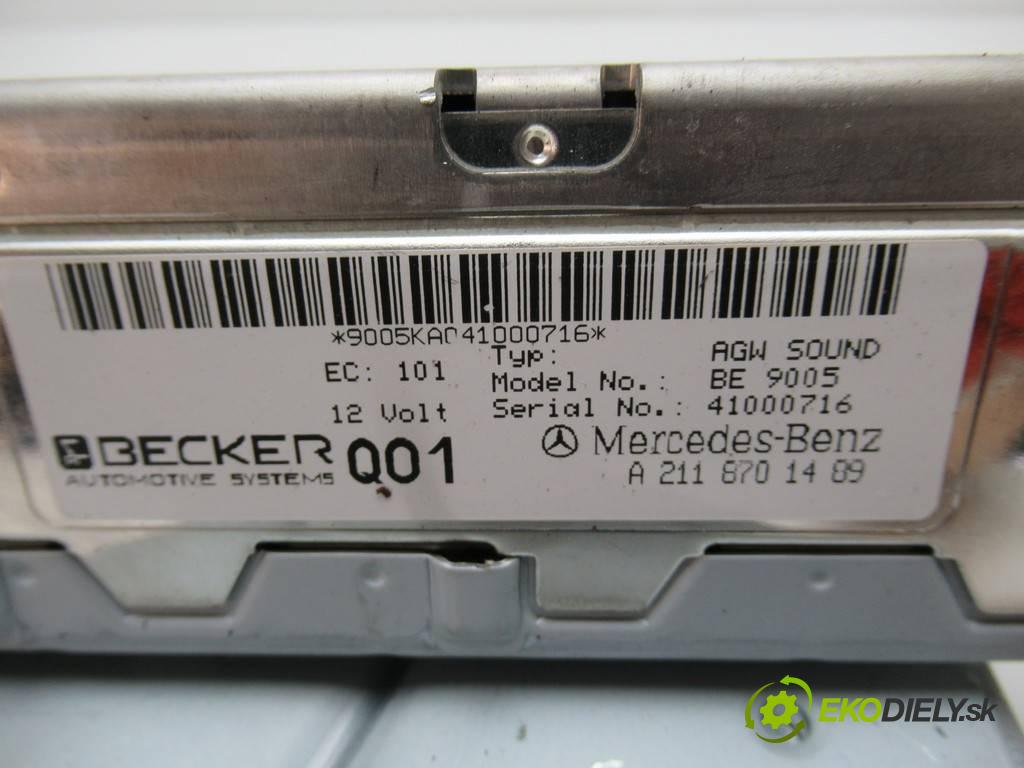 *9005KA041000716*
EC: 101
12 Volt
Typ: AGW SOUND
Model No.: BE 9005
Serial No.: 41000716
BECKER
AUTOMOTIVE SYSTEMS
Q01
Mercedes-Benz
A 211 870 14 89
EKODIELY.sk